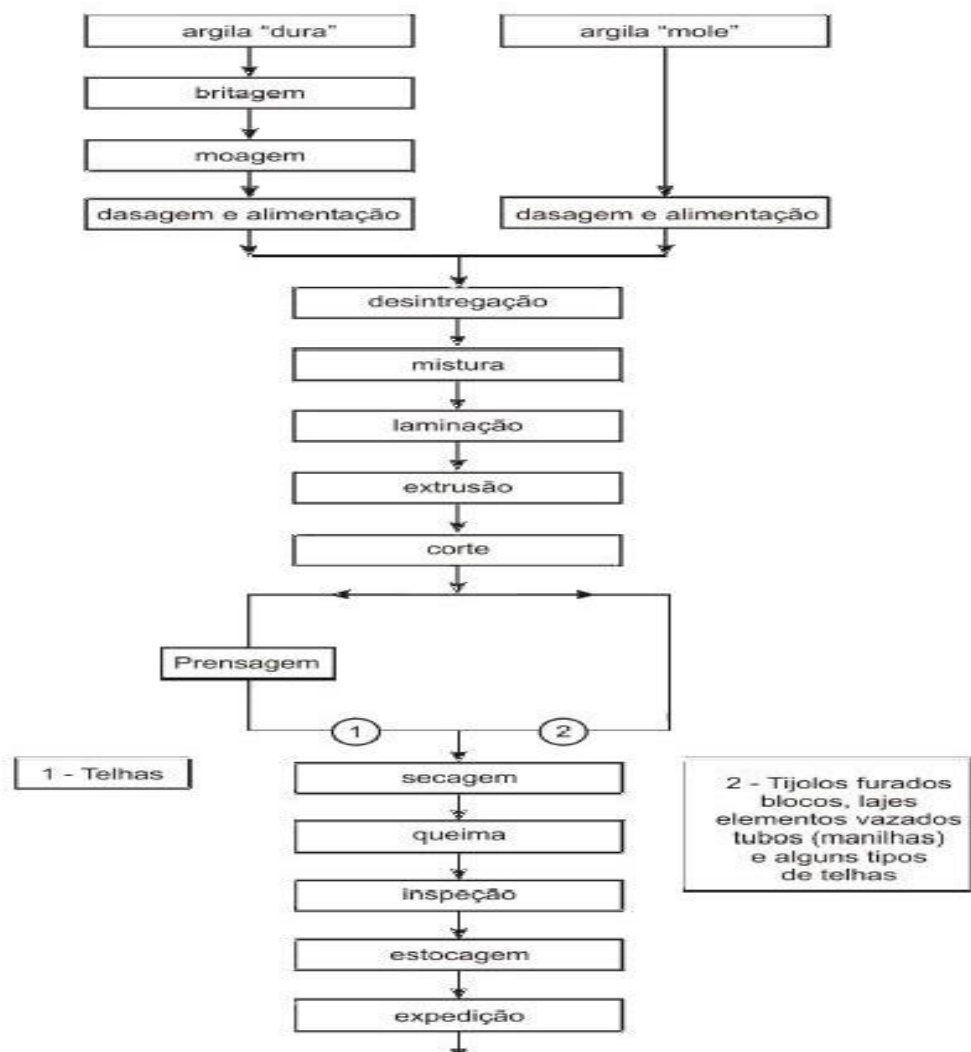 argila “dura”
argila “mole”
britagem
moagem
dasagem e alimentação
dasagem e alimentação
desintregação
mistura
laminação
extrusão
corte
Prensagem
1
2
1 - Telhas
secagem
2 - Tijolos furados
blocos, lajes
elementos vazados
tubos (manilhas)
e alguns tipos
de telhas
queima
inspeção
estocagem
expedição